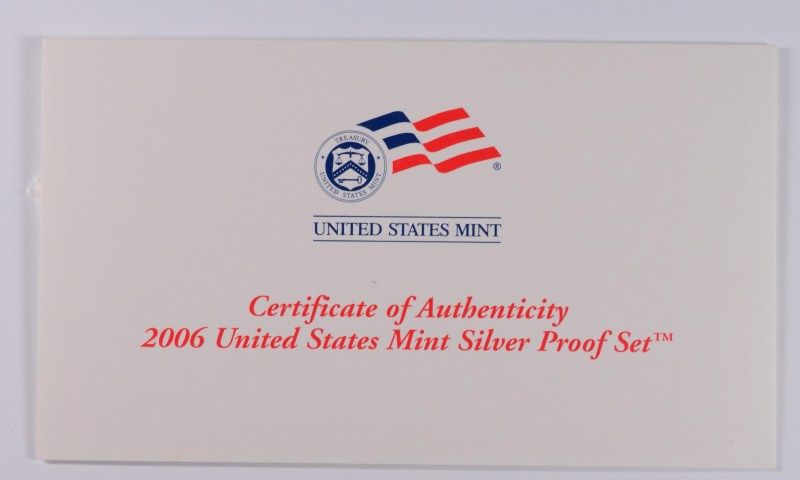 TREASURY
UNITED STATES MINT
®
UNITED STATES MINT
Certificate of Authenticity
2006 United States Mint Silver Proof Set™